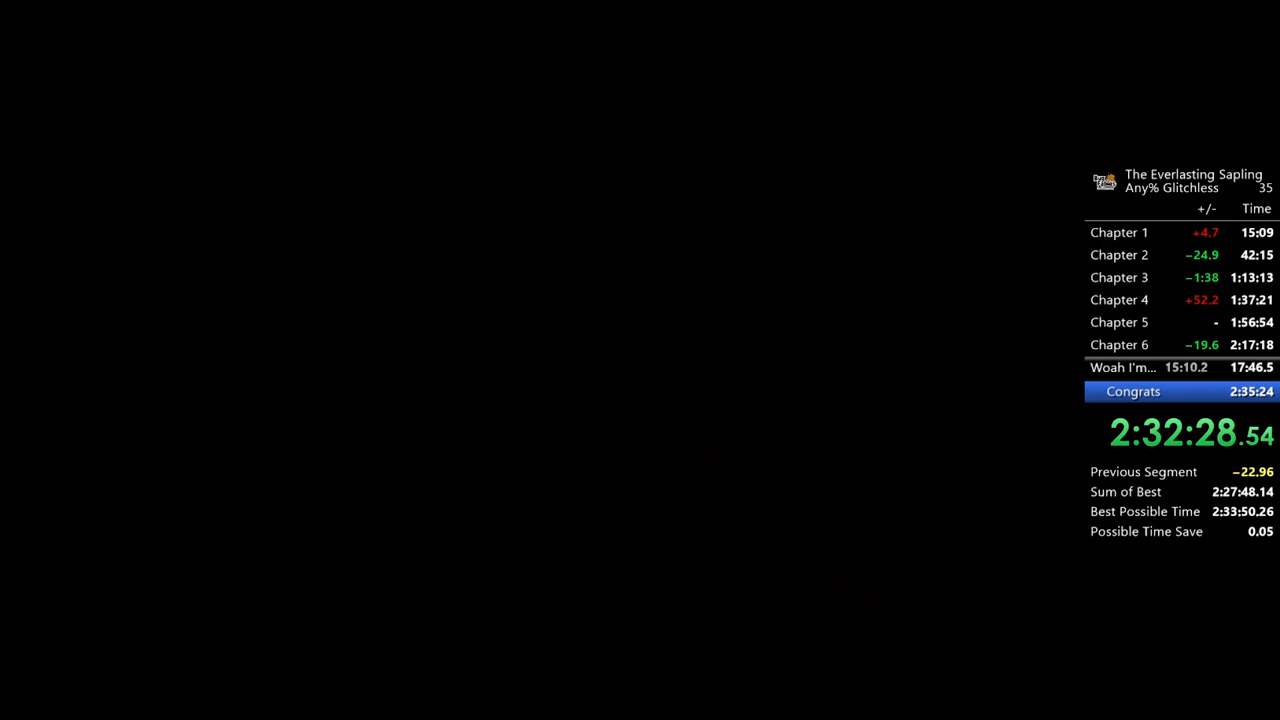 The Everlasting Sapling
Any% Glitchless 35
+/- Time
Chapter 1 +4.7 15:09
Chapter 2 −24.9 42:15
Chapter 3 −1:38 1:13:13
Chapter 4 +52.2 1:37:21
Chapter 5 - 1:56:54
Chapter 6 −19.6 2:17:18
Woah I'm... 15:10.2 17:46.5
Congrats 2:35:24
2:32:28.54
Previous Segment −22.96
Sum of Best 2:27:48.14
Best Possible Time 2:33:50.26
Possible Time Save 0.05